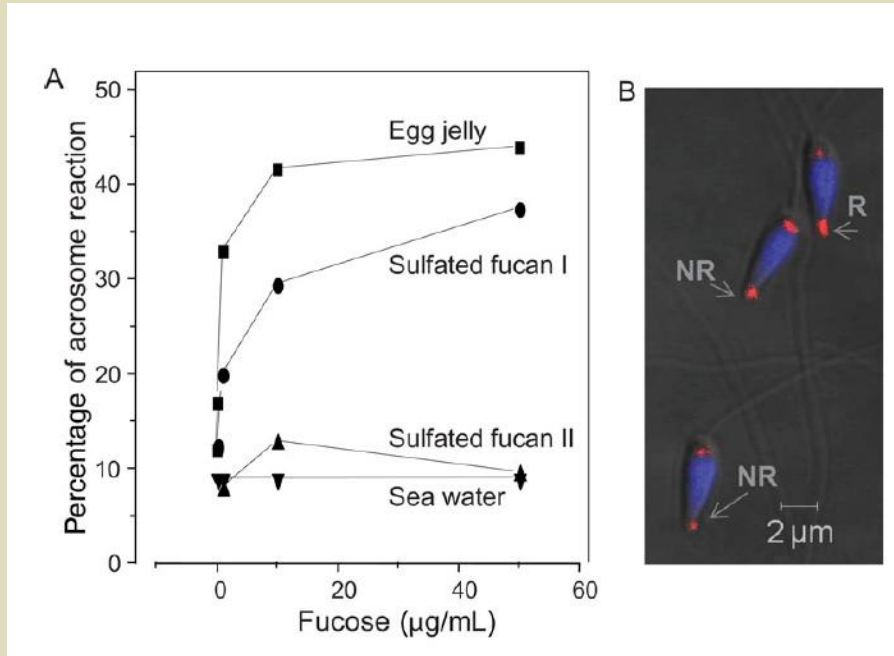 A
Percentage of acrosome reaction
50
40
30
20
10
0
Egg jelly
Sulfated fucan I
Sulfated fucan II
Sea water
0 20 40 60
Fucose (µg/mL)
B
R
NR
NR
2 µm